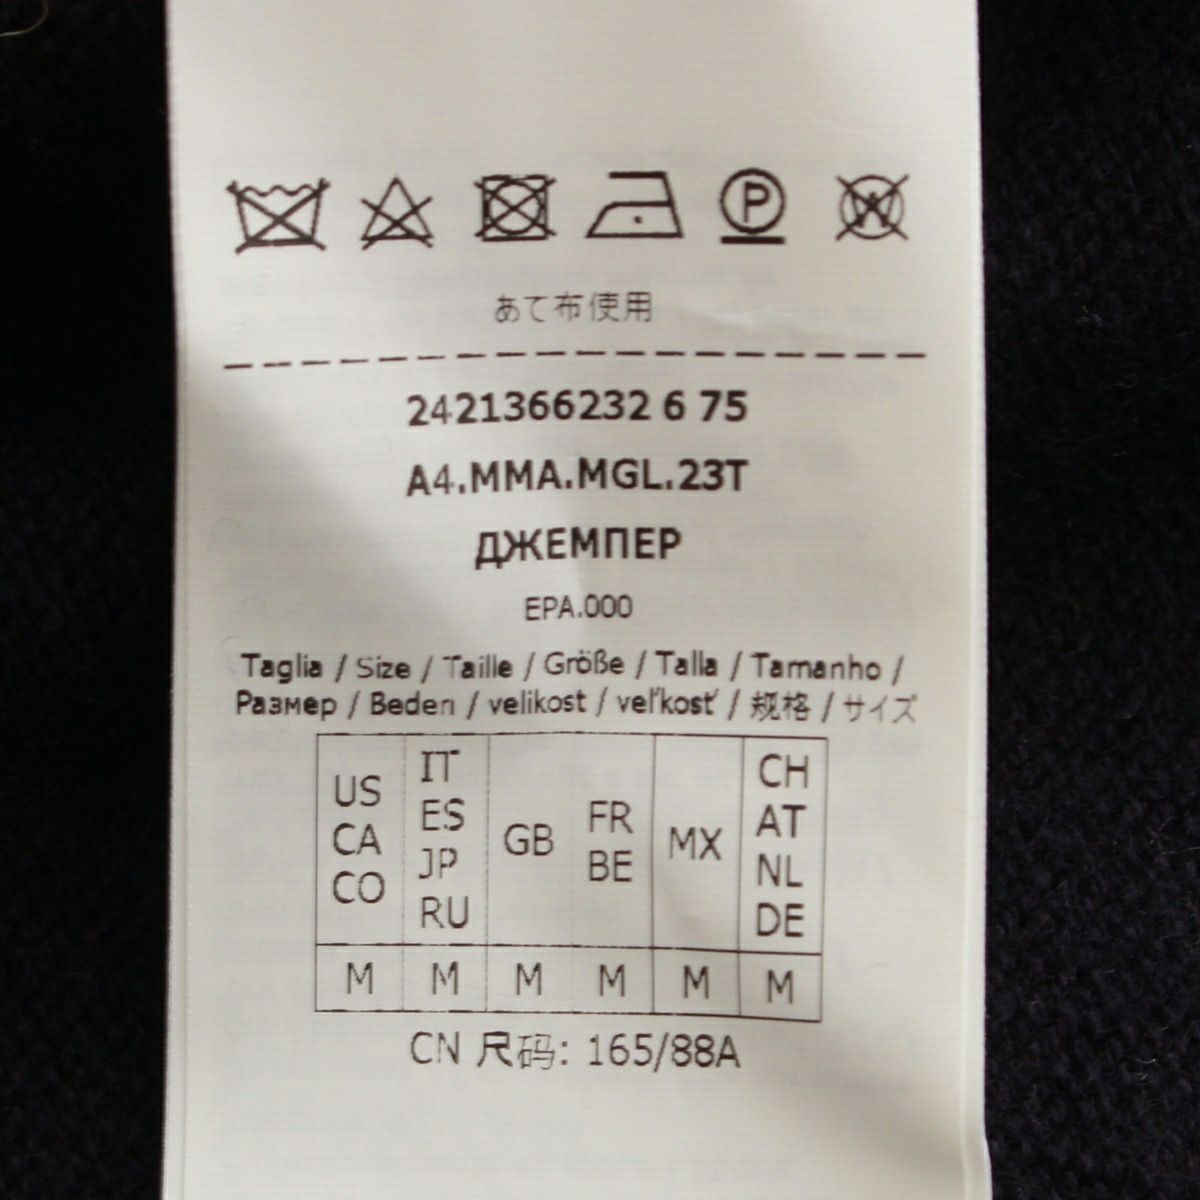 P W
あて布使用
2421366232 6 75
A4.MMA.MGL.23T
ДЖЕМПЕР
EPA.000
Taglia / Size / Taille / Größe / Talla / Tamanho /
Размер / Beden / velikost / veľkosť / 规格 / サイズ
US CA CO IT ES JP RU GB FR BE MX CH AT NL DE
M M M M M M
CN 尺码: 165/88A